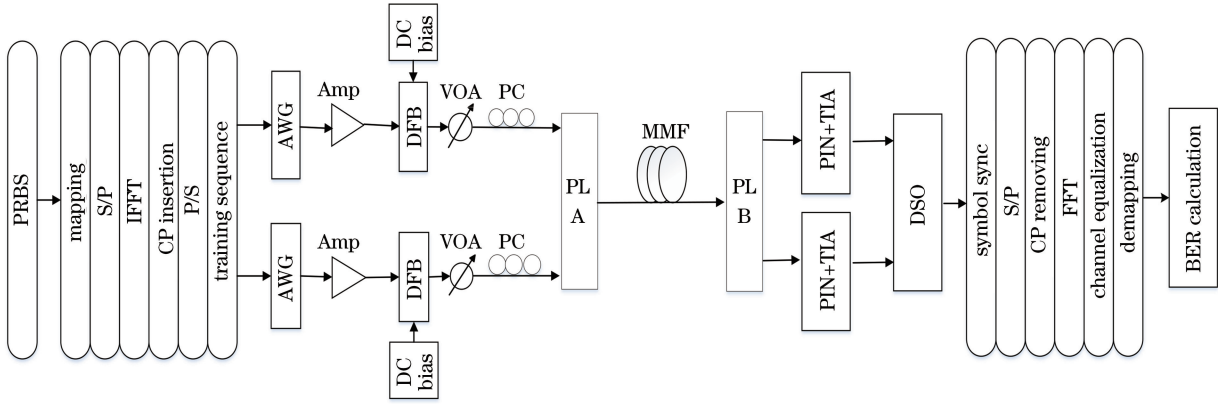 PRBS
mapping
S/P
IFFT
CP insertion
P/S
training sequence
AWG
Amp
DC
bias
DFB
VOA
PC
AWG
Amp
DFB
DC
bias
VOA
PC
PL
A
MMF
PL
B
PIN+TIA
PIN+TIA
DSO
symbol sync
S/P
CP removing
FFT
channel equalization
demapping
BER calculation